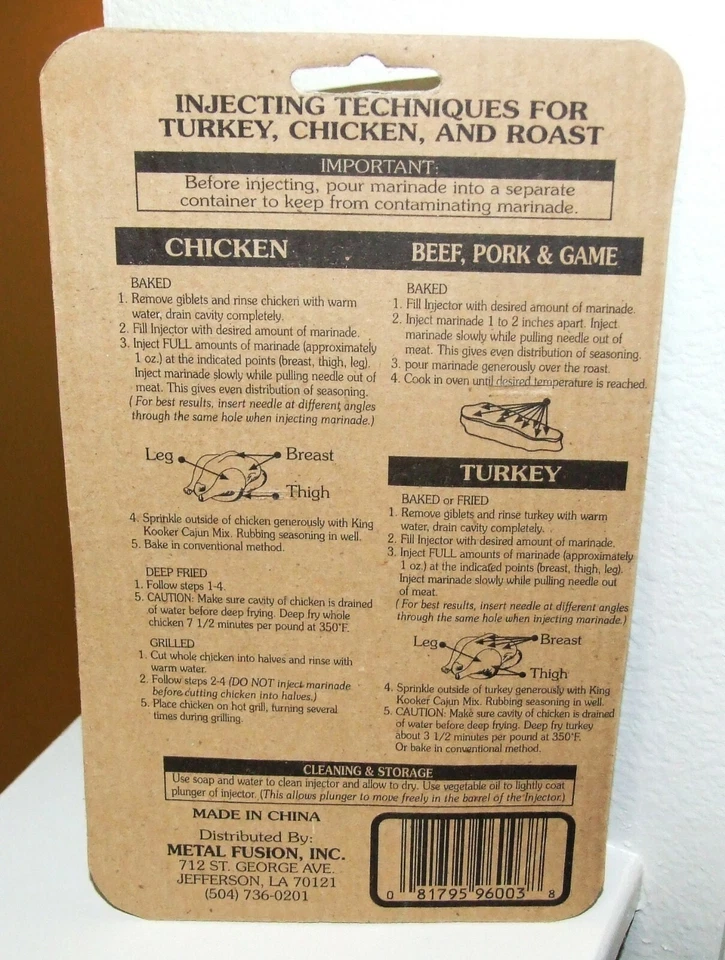 INJECTING TECHNIQUES FOR
TURKEY, CHICKEN, AND ROAST
IMPORTANT:
Before injecting, pour marinade into a separate
container to keep from contaminating marinade.
CHICKEN
BAKED
1. Remove giblets and rinse chicken with warm
water, drain cavity completely.
2. Fill Injector with desired amount of marinade.
3. Inject FULL amounts of marinade (approximately
1 oz.) at the indicated points (breast, thigh, leg).
Inject marinade slowly while pulling needle out of
meat. This gives even distribution of seasoning.
(For best results, insert needle at different angles
through the same hole when injecting marinade.)
Leg
Breast
Thigh
4. Sprinkle outside of chicken generously with King
Kooker Cajun Mix. Rubbing seasoning in well.
5. Bake in conventional method.
DEEP FRIED
1. Follow steps 1-4.
5. CAUTION: Make sure cavity of chicken is drained
of water before deep frying. Deep fry whole
chicken 7 1/2 minutes per pound at 350°F.
GRILLED
1. Cut whole chicken into halves and rinse with
warm water.
2. Follow steps 2-4 (DO NOT inject marinade
before cutting chicken into halves.)
5. Place chicken on hot grill, turning several
times during grilling.
BEEF, PORK & GAME
BAKED
1. Fill Injector with desired amount of marinade.
2. Inject marinade 1 to 2 inches apart. Inject
marinade slowly while pulling needle out of
meat. This gives even distribution of seasoning.
3. pour marinade generously over the roast.
4. Cook in oven until desired temperature is reached.
TURKEY
BAKED or FRIED
1. Remove giblets and rinse turkey with warm
water, drain cavity completely.
2. Fill Injector with desired amount of marinade.
3. Inject FULL amounts of marinade (approximately
1 oz.) at the indicated points (breast, thigh, leg).
Inject marinade slowly while pulling needle out
of meat.
(For best results, insert needle at different angles
through the same hole when injecting marinade.)
Leg
Breast
Thigh
4. Sprinkle outside of turkey generously with King
Kooker Cajun Mix. Rubbing seasoning in well.
5. CAUTION: Make sure cavity of chicken is drained
of water before deep frying. Deep fry turkey
about 3 1/2 minutes per pound at 350°F.
Or bake in conventional method.
CLEANING & STORAGE
Use soap and water to clean injector and allow to dry. Use vegetable oil to lightly coat
plunger of injector. (This allows plunger to move freely in the barrel of the Injector.)
MADE IN CHINA
Distributed By:
METAL FUSION, INC.
712 ST. GEORGE AVE.
JEFFERSON, LA 70121
(504) 736-0201
0 81795 96003 8